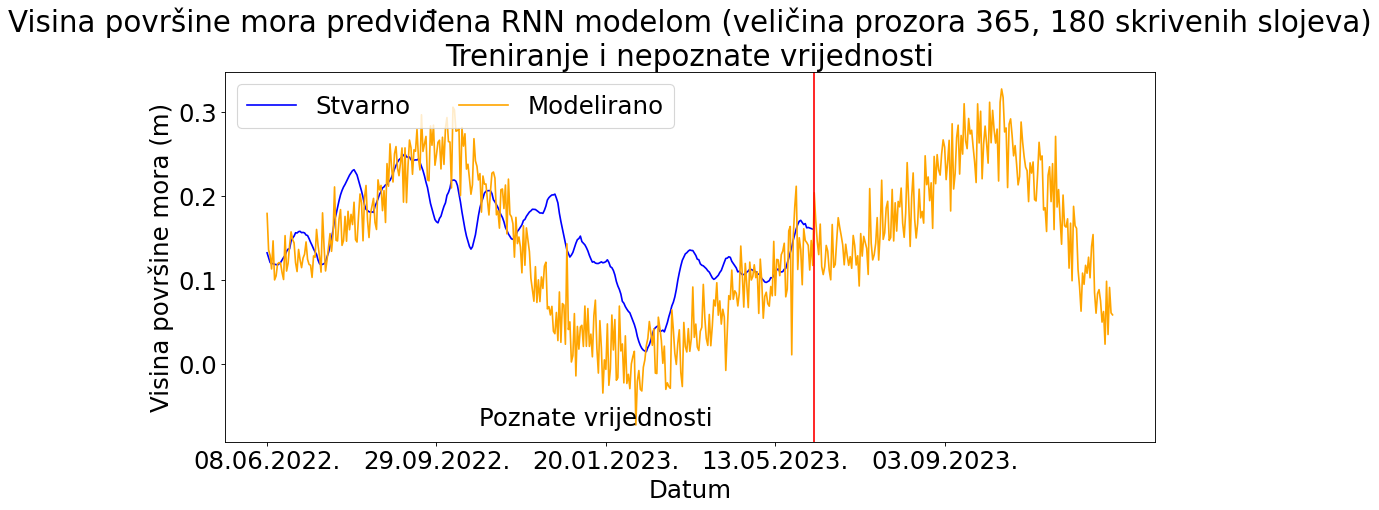 Visina površine mora predviđena RNN modelom (veličina prozora 365, 180 skrivenih slojeva)
Treniranje i nepoznate vrijednosti
Stvarno
Modelirano
Visina površine mora (m)
0.3
0.2
0.1
0.0
Poznate vrijednosti
08.06.2022.
29.09.2022.
20.01.2023.
13.05.2023.
03.09.2023.
Datum